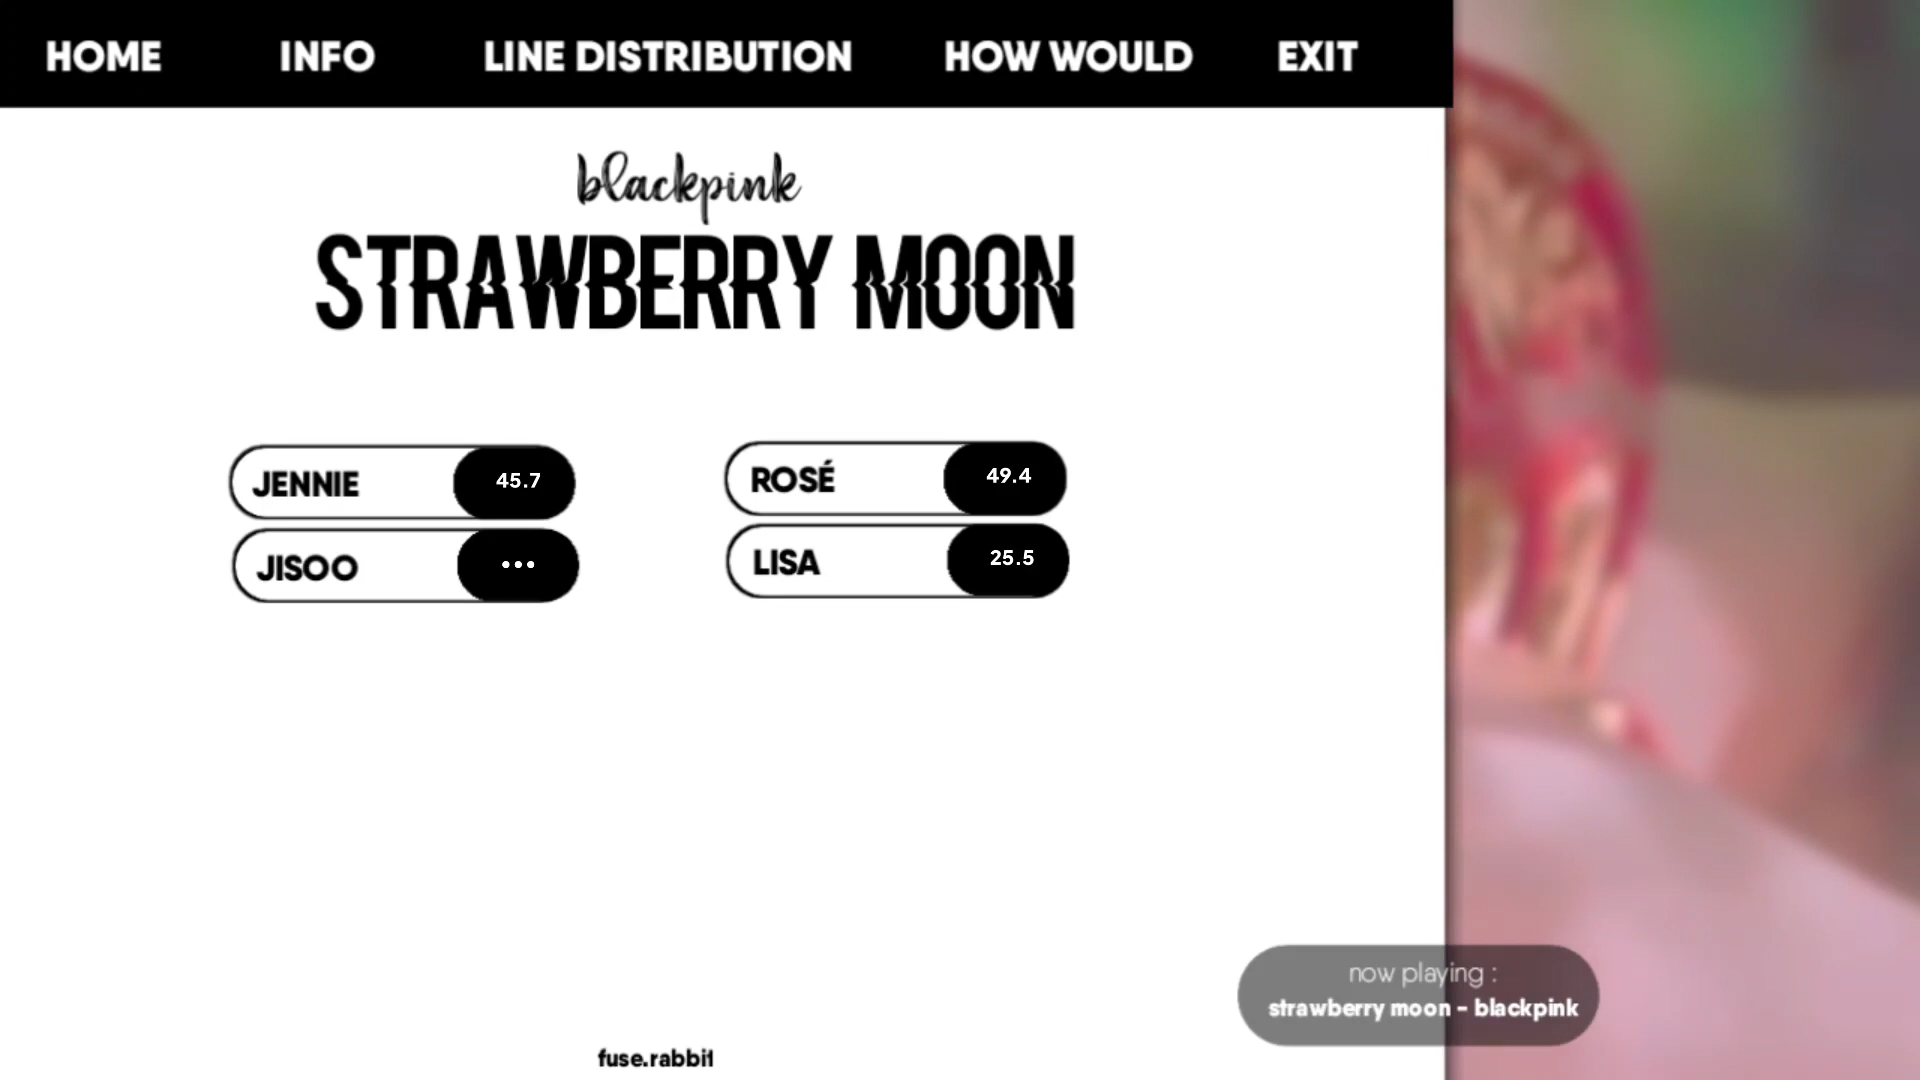 HOME INFO LINE DISTRIBUTION HOW WOULD EXIT
blackpink
STRAWBERRY MOON
JENNIE 45.7
ROSÉ 49.4
JISOO •••
LISA 25.5
now playing :
strawberry moon - blackpink
fuse.rabbit